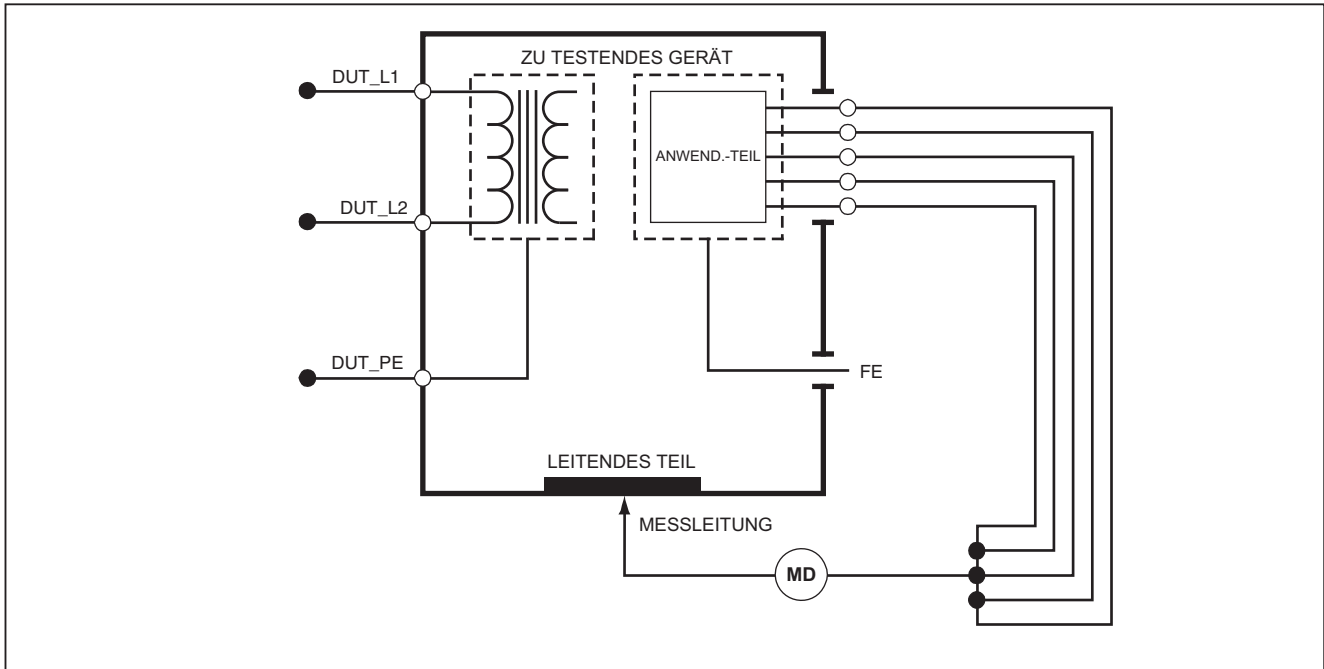 ZU TESTENDES GERÄT
DUT_L1
ANWEND.-TEIL
DUT_L2
DUT_PE
FE
LEITENDES TEIL
MESSLEITUNG
MD